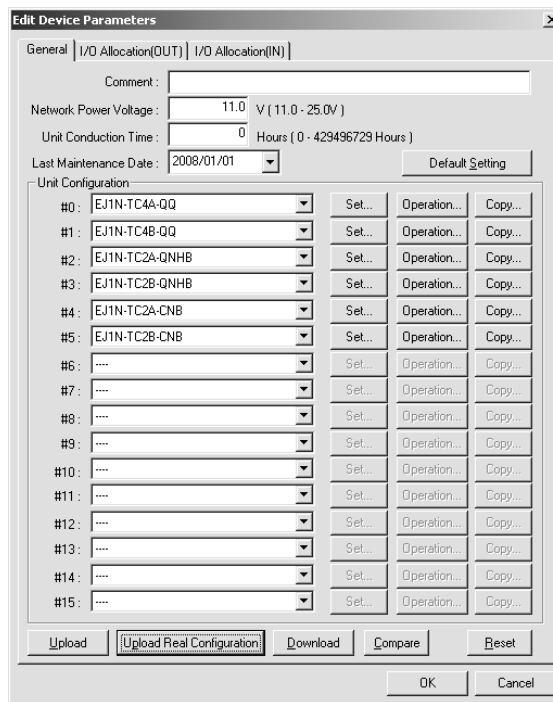 Edit Device Parameters
General I/O Allocation(OUT) I/O Allocation(IN)
Comment :
Network Power Voltage : 11.0 V ( 11.0 - 25.0V )
Unit Conduction Time : 0 Hours ( 0 - 429496729 Hours )
Last Maintenance Date : 2008/01/01 Default Setting
Unit Configuration
#0 : EJ1N-TC4A-QQ Set... Operation... Copy...
#1 : EJ1N-TC4B-QQ Set... Operation... Copy...
#2 : EJ1N-TC2A-QNHB Set... Operation... Copy...
#3 : EJ1N-TC2B-QNHB Set... Operation... Copy...
#4 : EJ1N-TC2A-CNB Set... Operation... Copy...
#5 : EJ1N-TC2B-CNB Set... Operation... Copy...
#6 : ---- Set... Operation... Copy...
#7 : ---- Set... Operation... Copy...
#8 : ---- Set... Operation... Copy...
#9 : ---- Set... Operation... Copy...
#10 : ---- Set... Operation... Copy...
#11 : ---- Set... Operation... Copy...
#12 : ---- Set... Operation... Copy...
#13 : ---- Set... Operation... Copy...
#14 : ---- Set... Operation... Copy...
#15 : ---- Set... Operation... Copy...
Upload Upload Real Configuration Download Compare Reset
OK Cancel